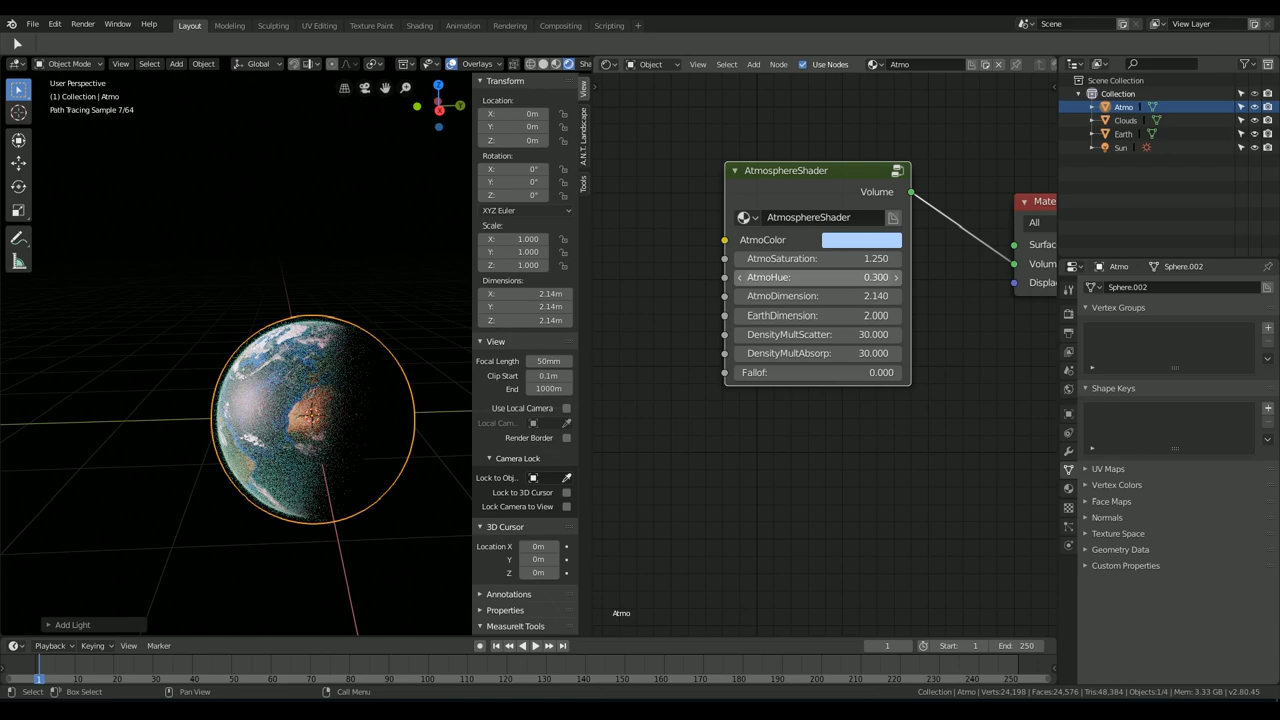 File Edit Render Window Help Layout Modeling Sculpting UV Editing Texture Paint Shading Animation Rendering Compositing Scripting + Scene View Layer
Object Mode View Select Add Object Global Overlays Sha Object View Select Add Node Use Nodes Atmo
User Perspective
(1) Collection | Atmo
Path Tracing Sample 7/64
Transform
Location:
X: 0m
Y: 0m
Z: 0m
Rotation:
X: 0°
Y: 0°
Z: 0°
XYZ Euler
Scale:
X: 1.000
Y: 1.000
Z: 1.000
Dimensions:
X: 2.14m
Y: 2.14m
Z: 2.14m
View
Focal Length 50mm
Clip Start 0.1m
End 1000m
Use Local Camera
Local Cam..
Render Border
Camera Lock
Lock to Obj..
Lock to 3D Cursor
Lock Camera to View
3D Cursor
Location X 0m
Y 0m
Z 0m
Annotations
Properties
MeasureIt Tools
View
A.N.T. Landscape
Tools
Add Light
AtmosphereShader
Volume
AtmosphereShader
AtmoColor
AtmoSaturation: 1.250
AtmoHue: 0.300
AtmoDimension: 2.140
EarthDimension: 2.000
DensityMultScatter: 30.000
DensityMultAbsorp: 30.000
Fallof: 0.000
Mate
All
Surfac
Volum
Displac
Atmo
Scene Collection
Collection
Atmo
Clouds
Earth
Sun
Atmo Sphere.002
Sphere.002
Vertex Groups
Shape Keys
UV Maps
Vertex Colors
Face Maps
Normals
Texture Space
Geometry Data
Custom Properties
Playback Keying View Marker 1 Start: 1 End: 250
1 10 20 30 40 50 60 70 80 90 100 110 120 130 140 150 160 170 180 190 200 210 220 230 240 250
Select Box Select Pan View Call Menu Collection | Atmo | Verts:24,198 | Faces:24,576 | Tris:48,384 | Objects:1/4 | Mem: 3.33 GB | v2.80.45